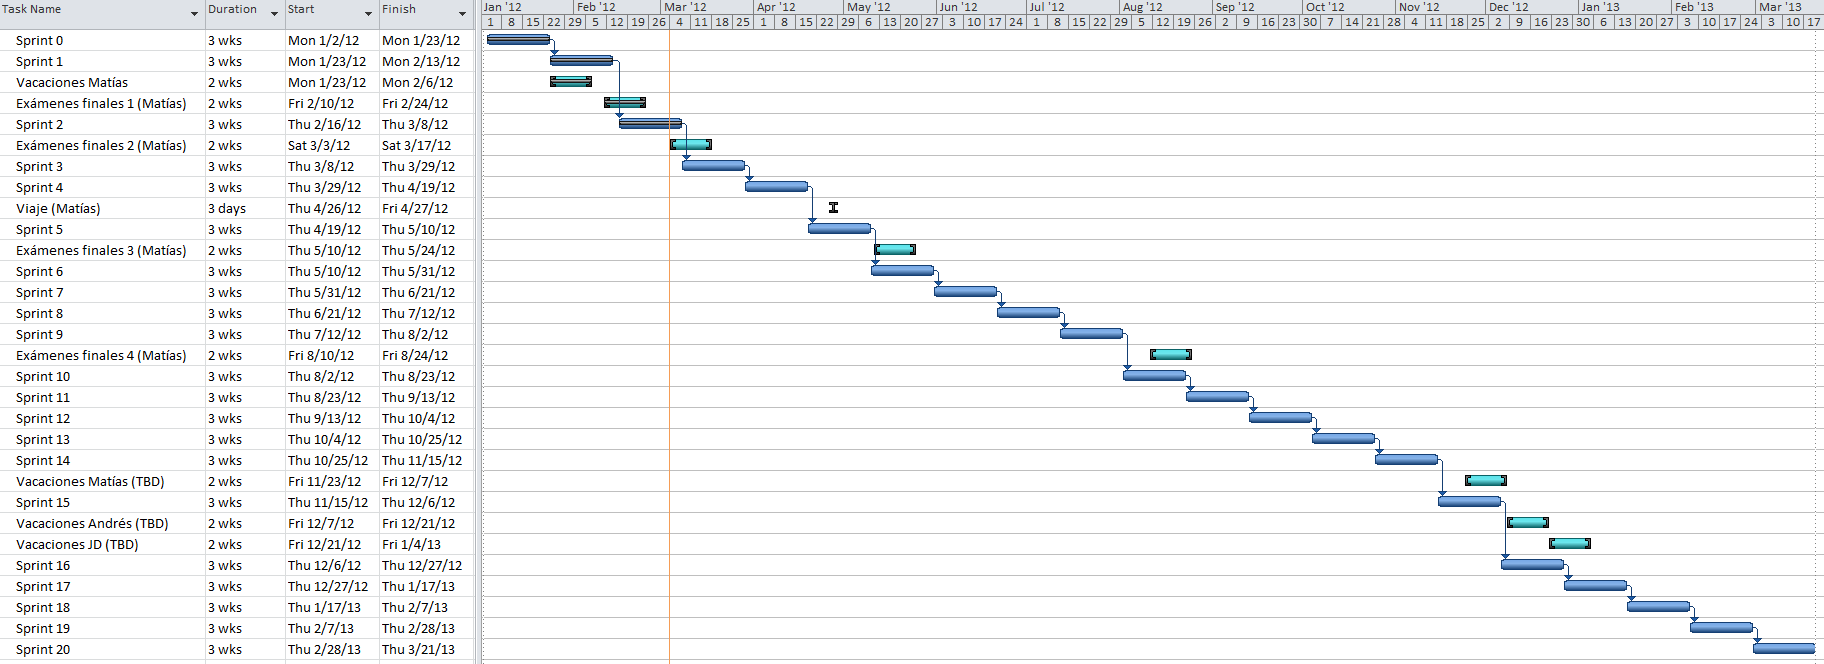 Task Name Duration Start Finish Jan '12 Feb '12 Mar '12 Apr '12 May '12 Jun '12 Jul '12 Aug '12 Sep '12 Oct '12 Nov '12 Dec '12 Jan '13 Feb '13 Mar '13
1 8 15 22 29 5 12 19 26 4 11 18 25 1 8 15 22 29 6 13 20 27 3 10 17 24 1 8 15 22 29 5 12 19 26 2 9 16 23 30 7 14 21 28 4 11 18 25 2 9 16 23 30 6 13 20 27 3 10 17 24 3 10 17
Sprint 0 3 wks Mon 1/2/12 Mon 1/23/12
Sprint 1 3 wks Mon 1/23/12 Mon 2/13/12
Vacaciones Matías 2 wks Mon 1/23/12 Mon 2/6/12
Exámenes finales 1 (Matías) 2 wks Fri 2/10/12 Fri 2/24/12
Sprint 2 3 wks Thu 2/16/12 Thu 3/8/12
Exámenes finales 2 (Matías) 2 wks Sat 3/3/12 Sat 3/17/12
Sprint 3 3 wks Thu 3/8/12 Thu 3/29/12
Sprint 4 3 wks Thu 3/29/12 Thu 4/19/12
Viaje (Matías) 3 days Thu 4/26/12 Fri 4/27/12
Sprint 5 3 wks Thu 4/19/12 Thu 5/10/12
Exámenes finales 3 (Matías) 2 wks Thu 5/10/12 Thu 5/24/12
Sprint 6 3 wks Thu 5/10/12 Thu 5/31/12
Sprint 7 3 wks Thu 5/31/12 Thu 6/21/12
Sprint 8 3 wks Thu 6/21/12 Thu 7/12/12
Sprint 9 3 wks Thu 7/12/12 Thu 8/2/12
Exámenes finales 4 (Matías) 2 wks Fri 8/10/12 Fri 8/24/12
Sprint 10 3 wks Thu 8/2/12 Thu 8/23/12
Sprint 11 3 wks Thu 8/23/12 Thu 9/13/12
Sprint 12 3 wks Thu 9/13/12 Thu 10/4/12
Sprint 13 3 wks Thu 10/4/12 Thu 10/25/12
Sprint 14 3 wks Thu 10/25/12 Thu 11/15/12
Vacaciones Matías (TBD) 2 wks Fri 11/23/12 Fri 12/7/12
Sprint 15 3 wks Thu 11/15/12 Thu 12/6/12
Vacaciones Andrés (TBD) 2 wks Fri 12/7/12 Fri 12/21/12
Vacaciones JD (TBD) 2 wks Fri 12/21/12 Fri 1/4/13
Sprint 16 3 wks Thu 12/6/12 Thu 12/27/12
Sprint 17 3 wks Thu 12/27/12 Thu 1/17/13
Sprint 18 3 wks Thu 1/17/13 Thu 2/7/13
Sprint 19 3 wks Thu 2/7/13 Thu 2/28/13
Sprint 20 3 wks Thu 2/28/13 Thu 3/21/13